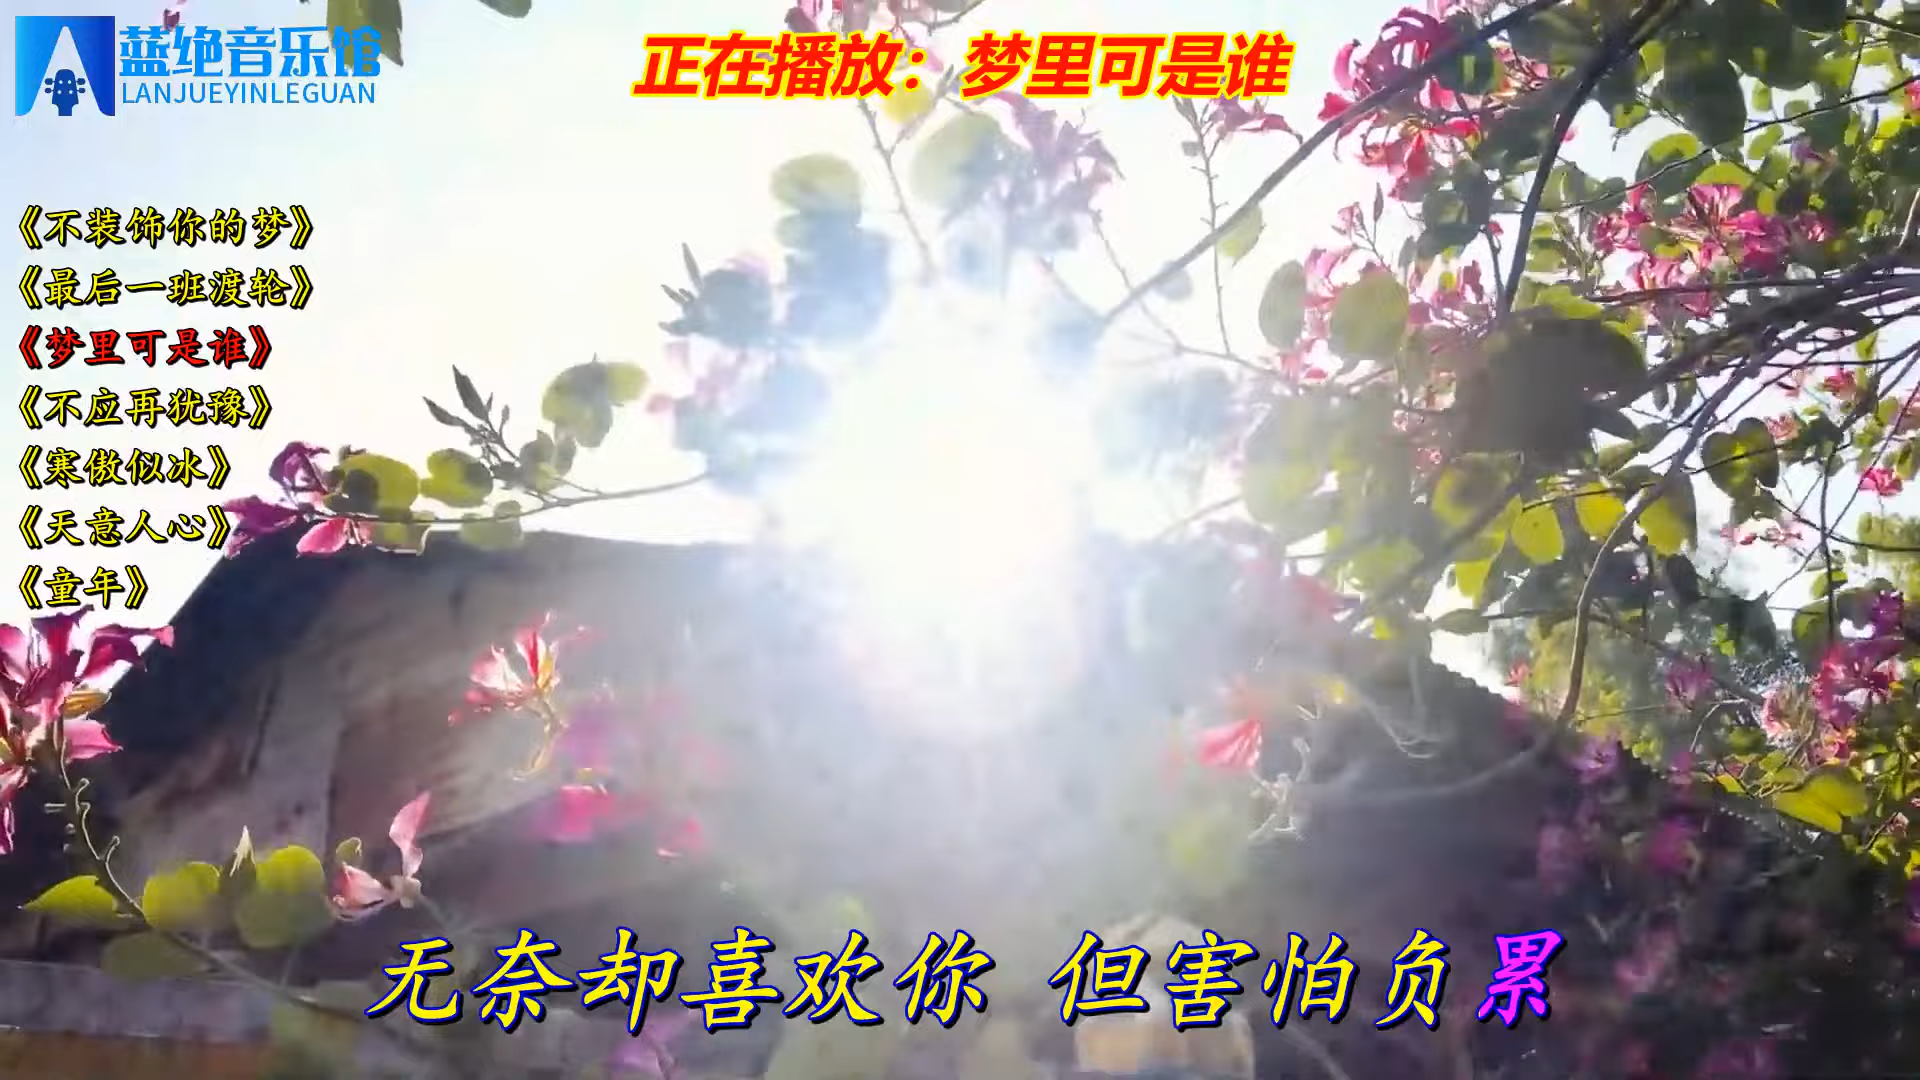 蓝绝音乐馆
LANJUEYINLEGUAN
正在播放：梦里可是谁
《不装饰你的梦》
《最后一班渡轮》
《梦里可是谁》
《不应再犹豫》
《寒傲似冰》
《天意人心》
《童年》
无奈却喜欢你 但害怕负累